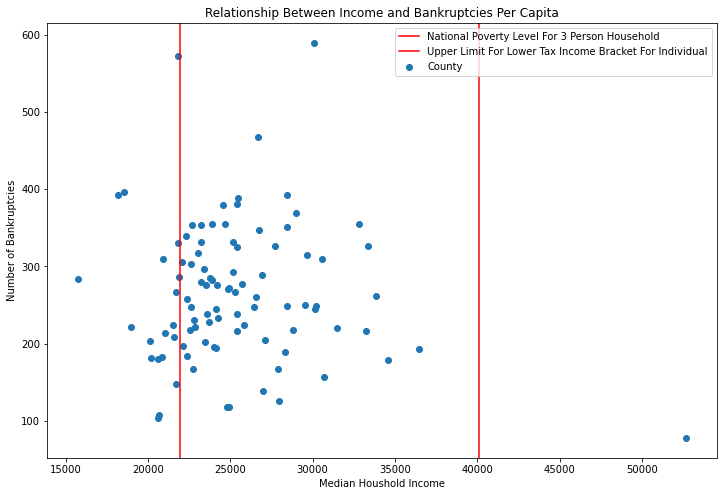 Relationship Between Income and Bankruptcies Per Capita
National Poverty Level For 3 Person Household
Upper Limit For Lower Tax Income Bracket For Individual
County
600
500
400
300
200
100
Number of Bankruptcies
15000 20000 25000 30000 35000 40000 45000 50000
Median Houshold Income